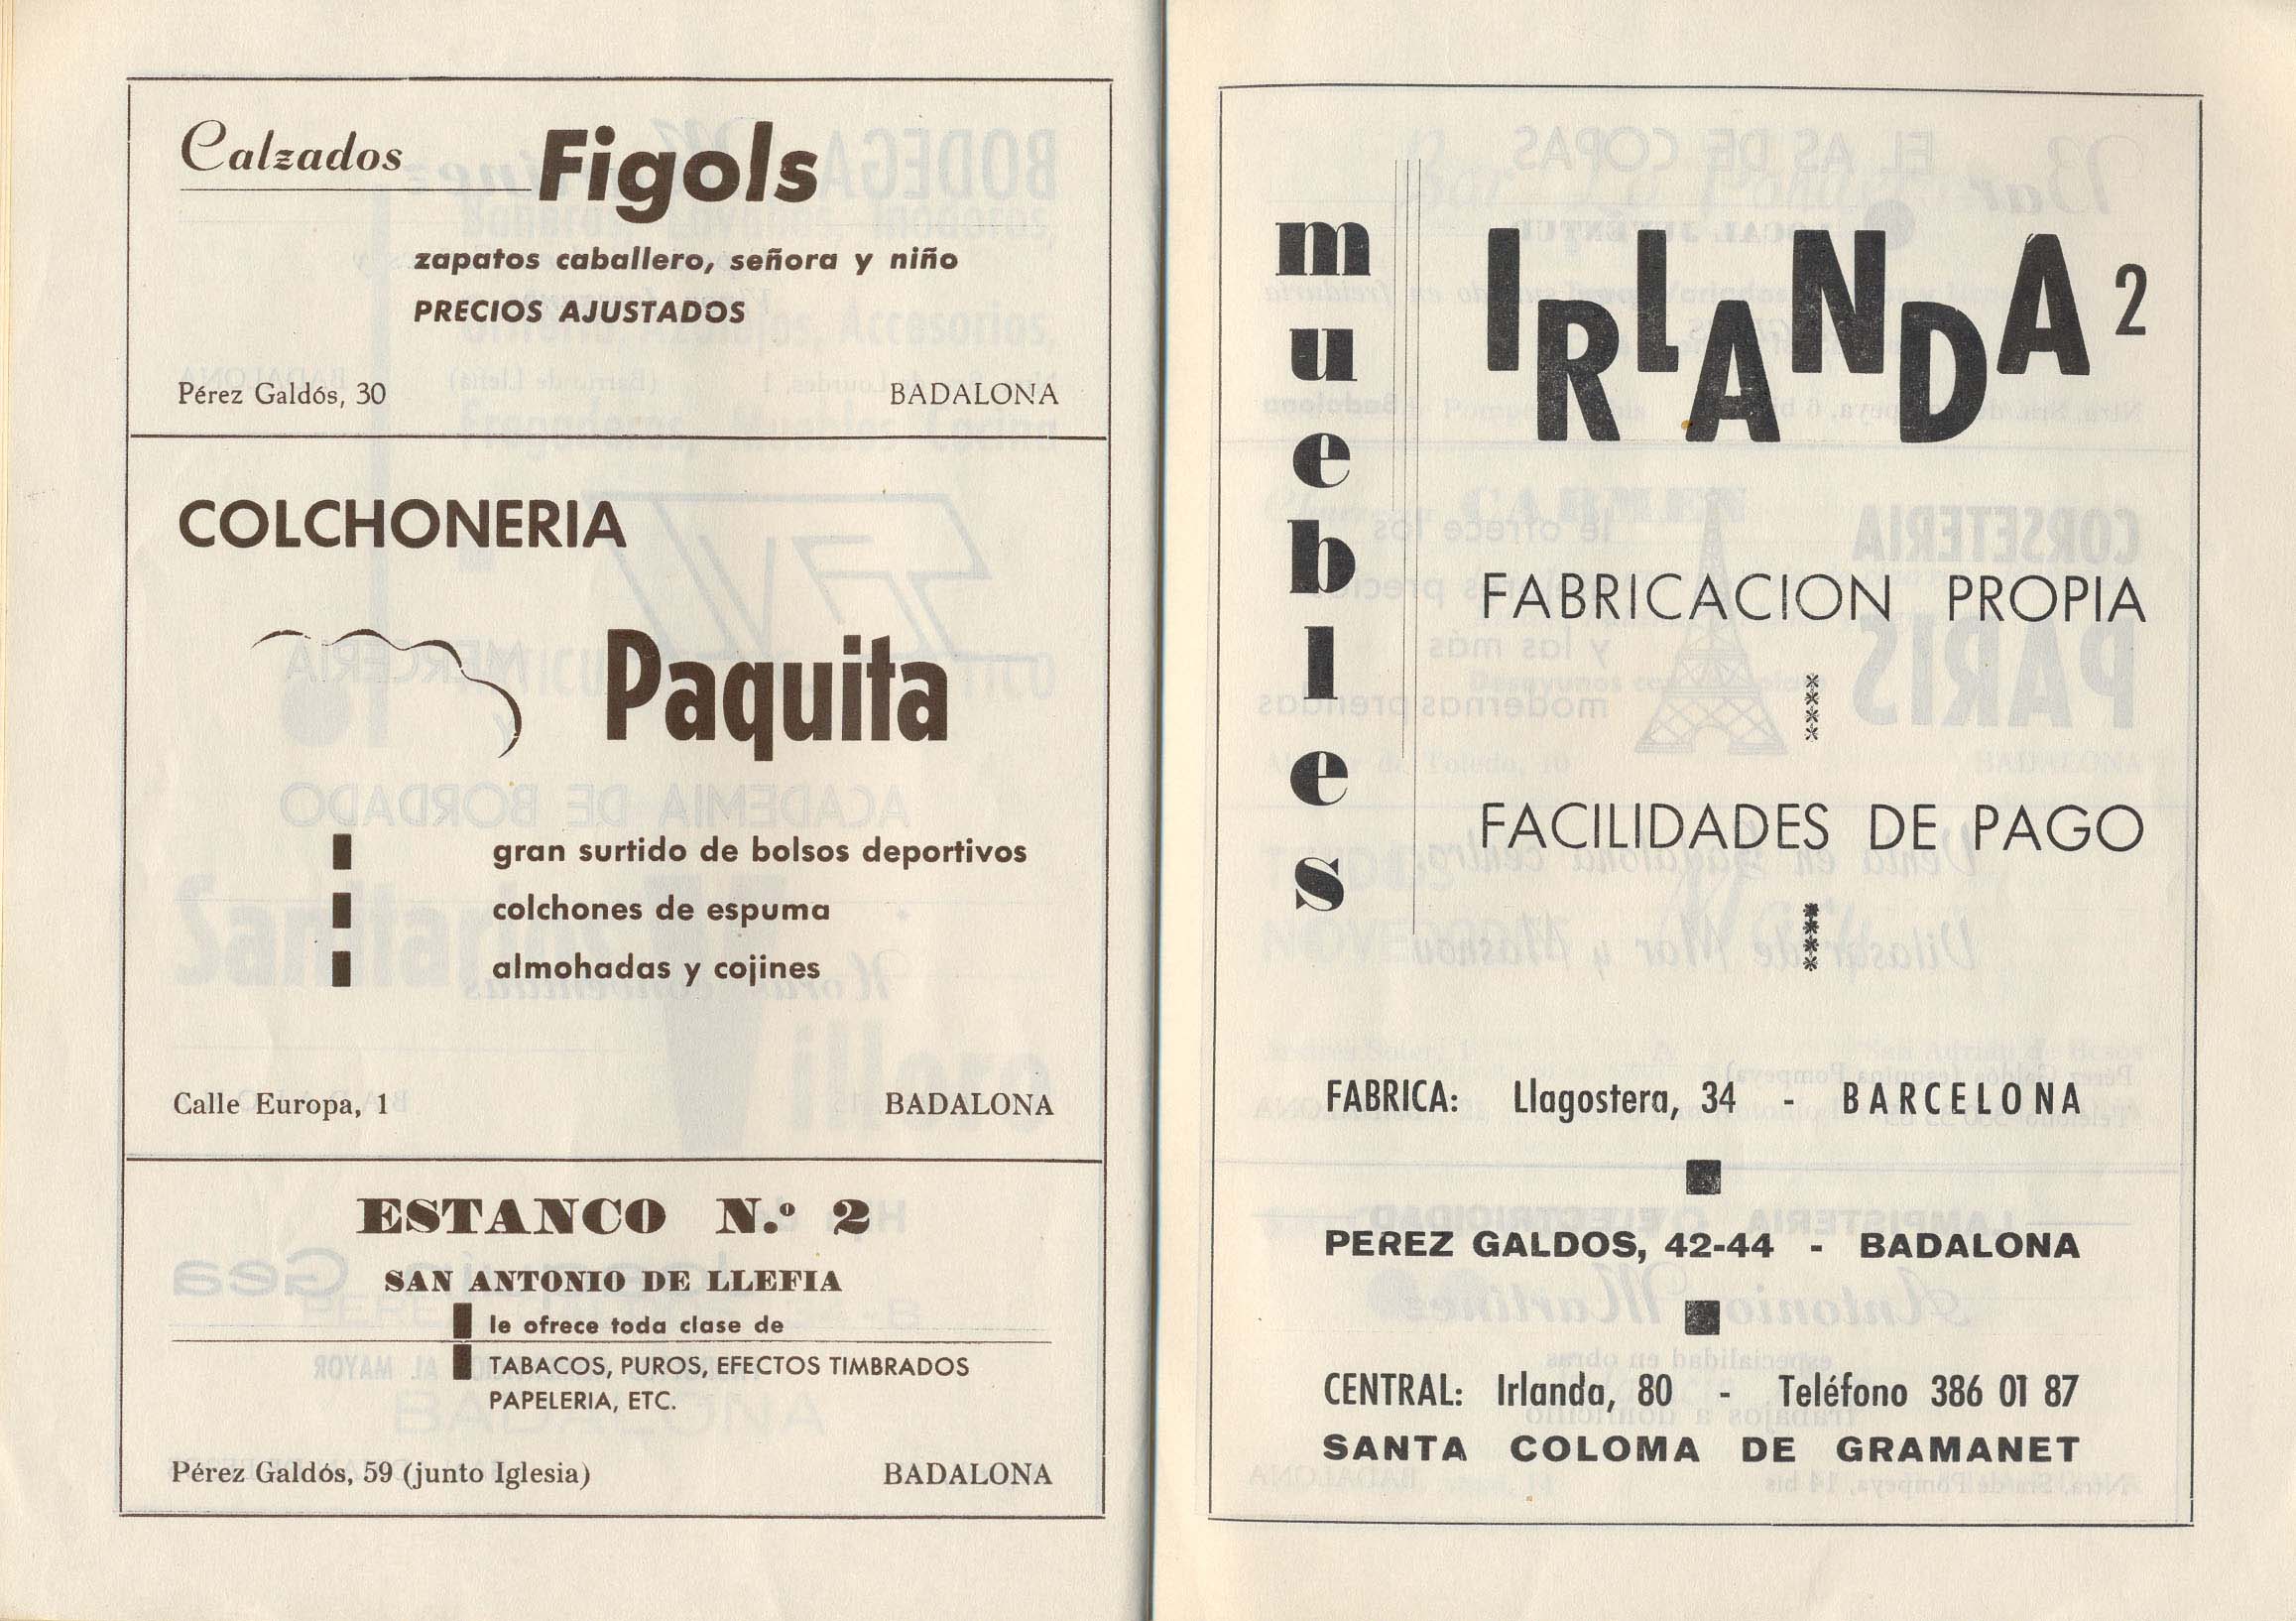 Calzados Figols
zapatos caballero, señora y niño
PRECIOS AJUSTADOS
Pérez Galdós, 30 BADALONA
COLCHONERIA
Paquita
gran surtido de bolsos deportivos
colchones de espuma
almohadas y cojines
Calle Europa, 1 BADALONA
ESTANCO N.º 2
SAN ANTONIO DE LLEFIA
le ofrece toda clase de
TABACOS, PUROS, EFECTOS TIMBRADOS
PAPELERIA, ETC.
Pérez Galdós, 59 (junto Iglesia) BADALONA
muebles
IRLANDA 2
FABRICACION PROPIA
FACILIDADES DE PAGO
FABRICA: Llagostera, 34 - BARCELONA
PEREZ GALDOS, 42-44 - BADALONA
CENTRAL: Irlanda, 80 - Teléfono 386 01 87
SANTA COLOMA DE GRAMANET